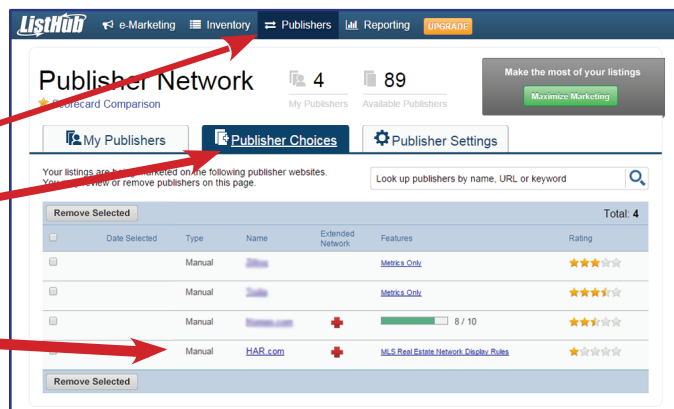 ListHub e-Marketing Inventory Publishers Reporting UPGRADE
Publisher Network
Scorecard Comparison
4
My Publishers
89
Available Publishers
Make the most of your listings
Maximize Marketing
My Publishers Publisher Choices Publisher Settings
Your listings are being marketed on the following publisher websites.
You may review or remove publishers on this page.
Look up publishers by name, URL or keyword
Remove Selected Total: 4
Date Selected Type Name Extended Network Features Rating
Manual Metrics Only
Manual Metrics Only
Manual 8 / 10
Manual HAR.com MLS Real Estate Network Display Rules
Remove Selected